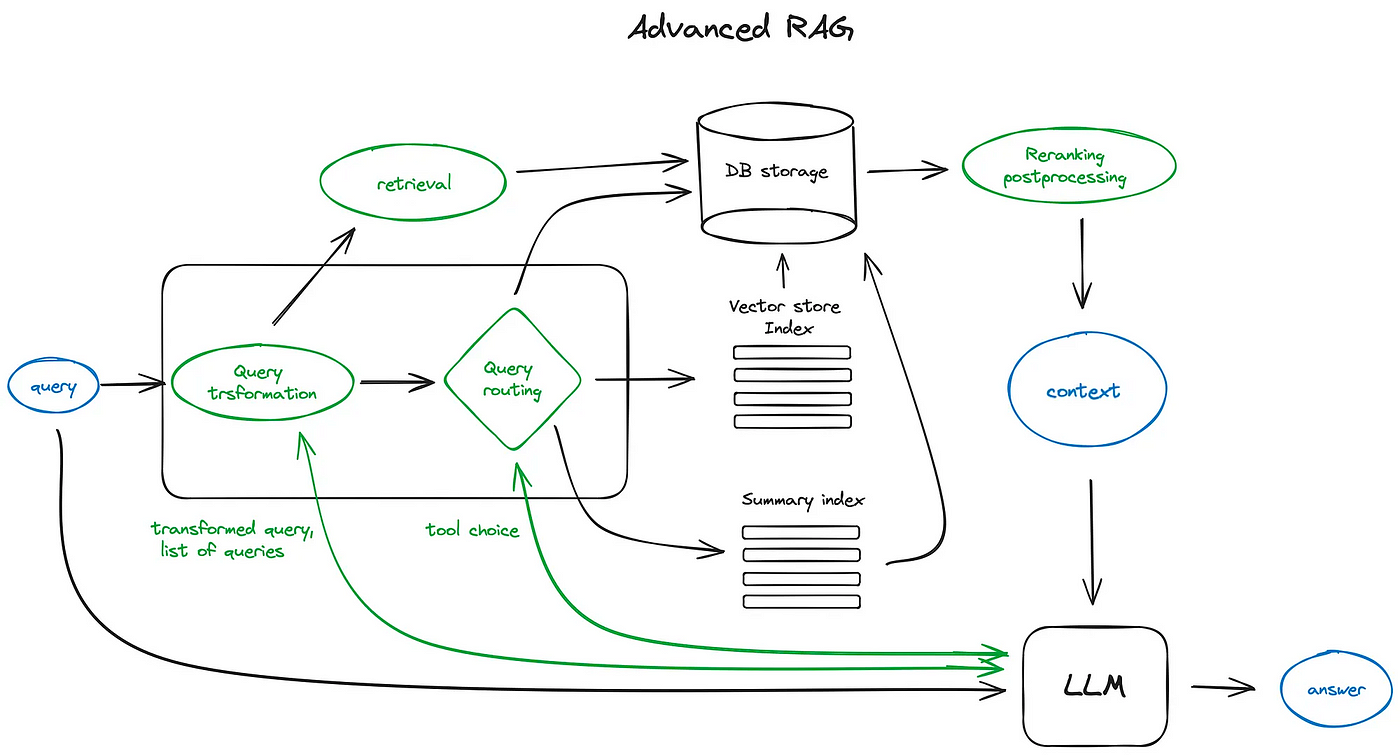 Advanced RAG
retrieval
DB storage
Reranking
postprocessing
Vector store
Index
query
Query
trsformation
Query
routing
context
Summary index
transformed query,
list of queries
tool choice
LLM
answer